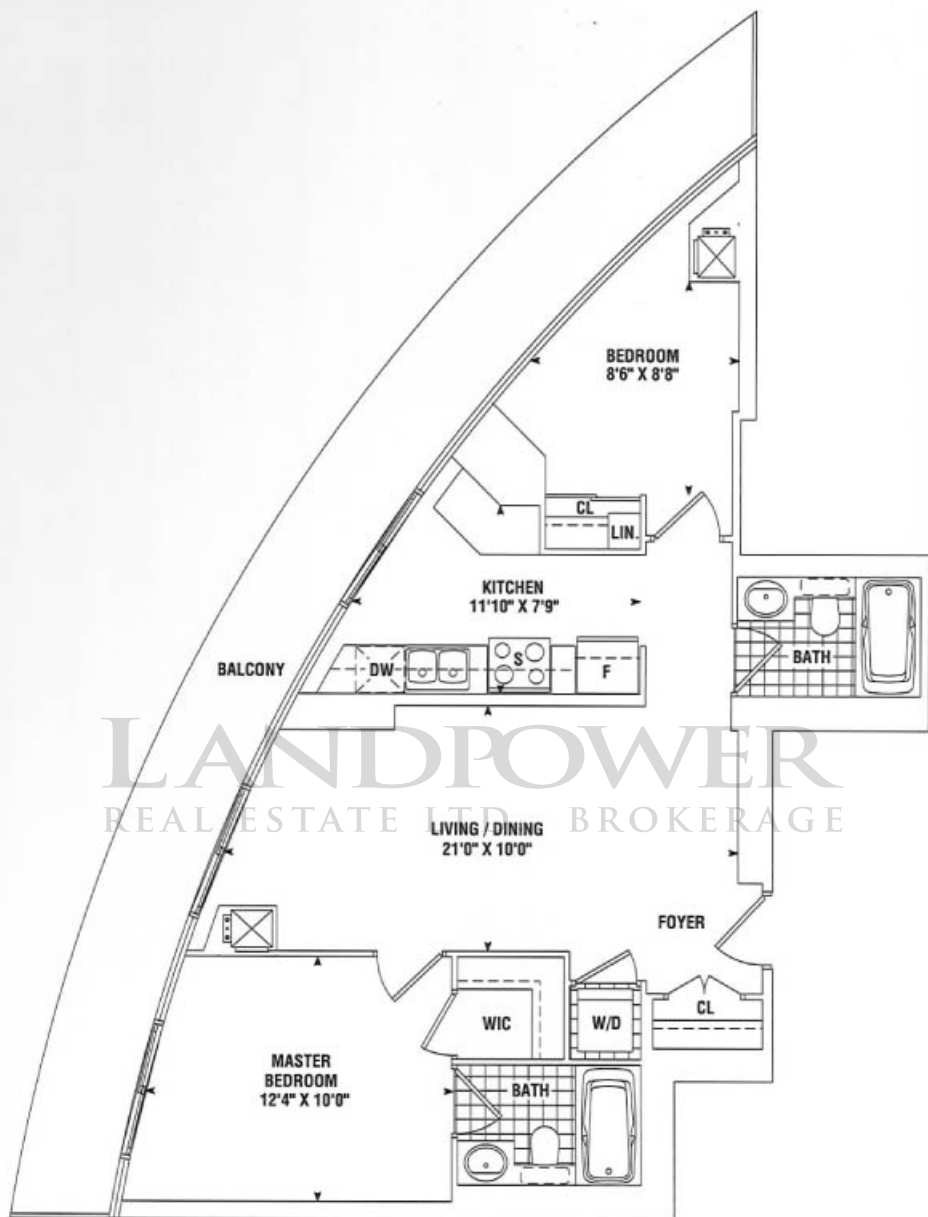 BEDROOM
8'6" X 8'8"
CL
LIN.
KITCHEN
11'10" X 7'9"
BALCONY
DW
S
F
BATH
LANDPOWER
REAL ESTATE LTD. BROKERAGE
LIVING / DINING
21'0" X 10'0"
FOYER
WIC
W/D
CL
MASTER
BEDROOM
12'4" X 10'0"
BATH